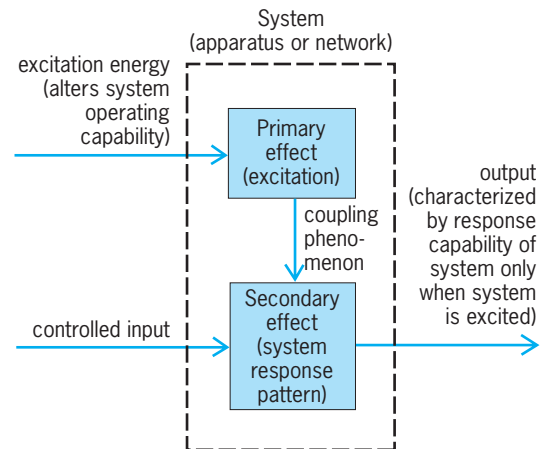 System
(apparatus or network)
excitation energy
(alters system
operating
capability)
Primary
effect
(excitation)
coupling
pheno-
menon
output
(characterized
by response
capability of
system only
when system
is excited)
controlled input
Secondary
effect
(system
response
pattern)